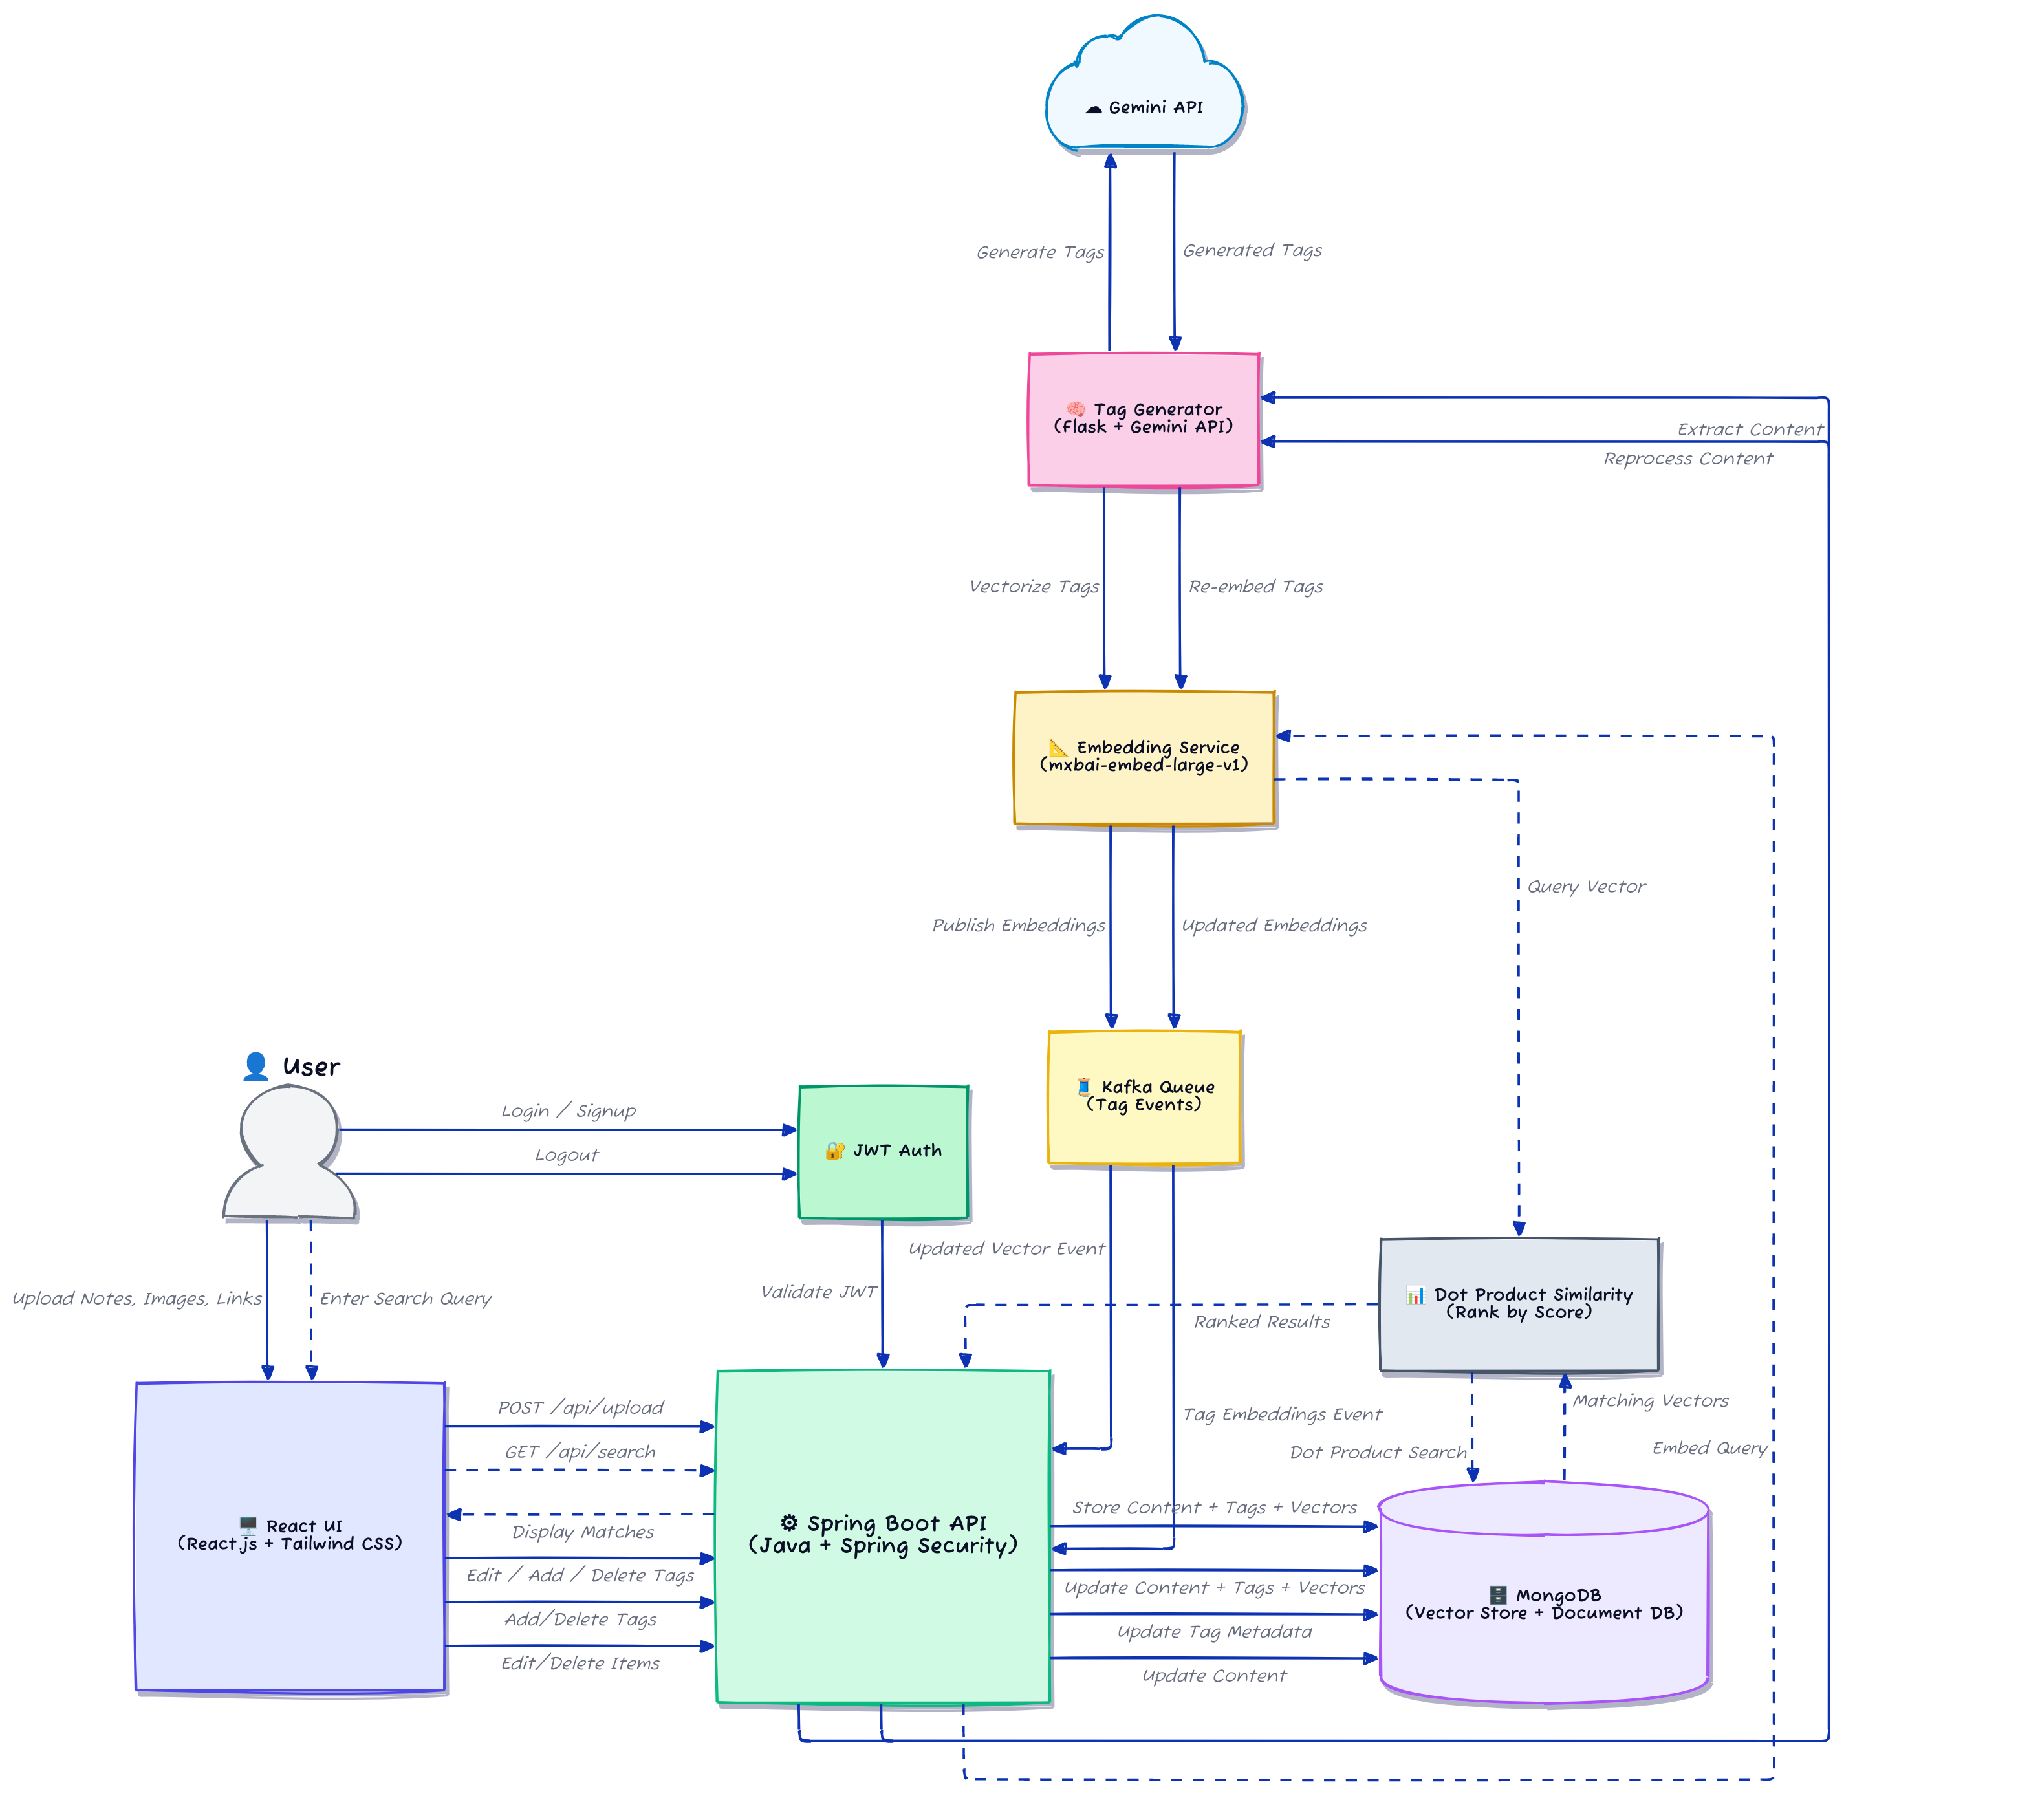 ☁ Gemini API
Generate Tags
Generated Tags
🧠 Tag Generator
(Flask + Gemini API)
Extract Content
Reprocess Content
Vectorize Tags
Re-embed Tags
📐 Embedding Service
(mxbai-embed-large-v1)
Query Vector
Publish Embeddings
Updated Embeddings
👤 User
🧵 Kafka Queue
(Tag Events)
Login / Signup
Logout
🔐 JWT Auth
Updated Vector Event
Validate JWT
Upload Notes, Images, Links
Enter Search Query
📊 Dot Product Similarity
(Rank by Score)
Ranked Results
POST /api/upload
GET /api/search
Tag Embeddings Event
Matching Vectors
Dot Product Search
Embed Query
Store Content + Tags + Vectors
🖥️ React UI
(React.js + Tailwind CSS)
Display Matches
⚙ Spring Boot API
(Java + Spring Security)
Edit / Add / Delete Tags
Update Content + Tags + Vectors
🗄️ MongoDB
(Vector Store + Document DB)
Add/Delete Tags
Update Tag Metadata
Edit/Delete Items
Update Content